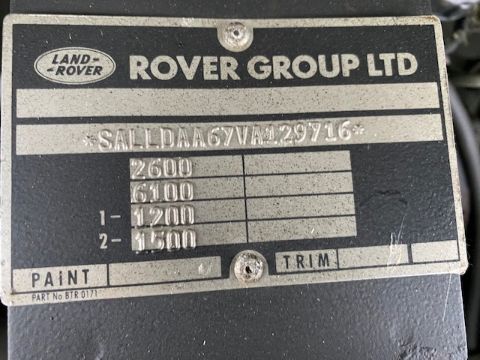 LAND-
-ROVER
ROVER GROUP LTD
*SALLDAA67VA129716*
2600
6100
1- 1200
2- 1500
PAINT TRIM
PART No BTR 0171